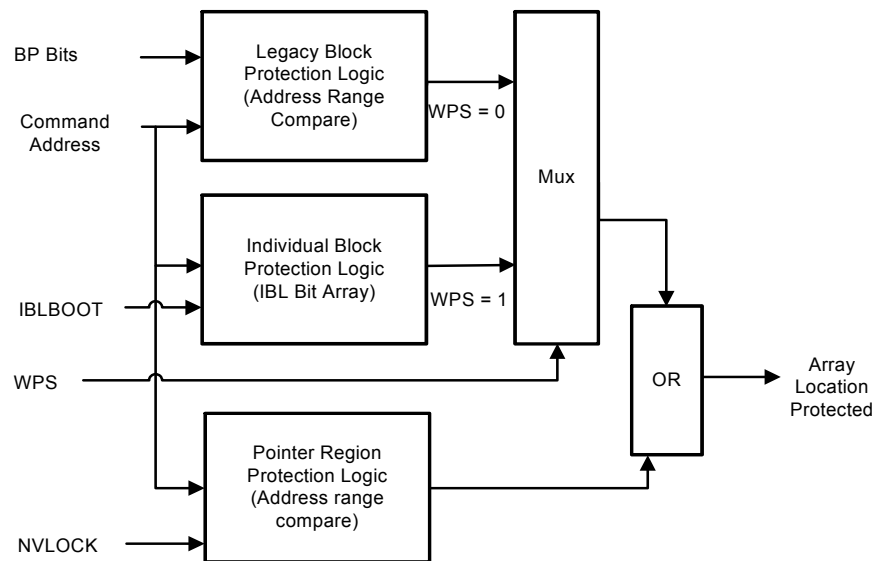 BP Bits
Command
Address
Legacy Block
Protection Logic
(Address Range
Compare)
WPS = 0
Mux
Individual Block
Protection Logic
(IBL Bit Array)
WPS = 1
IBLBOOT
WPS
OR
Array
Location
Protected
Pointer Region
Protection Logic
(Address range
compare)
NVLOCK